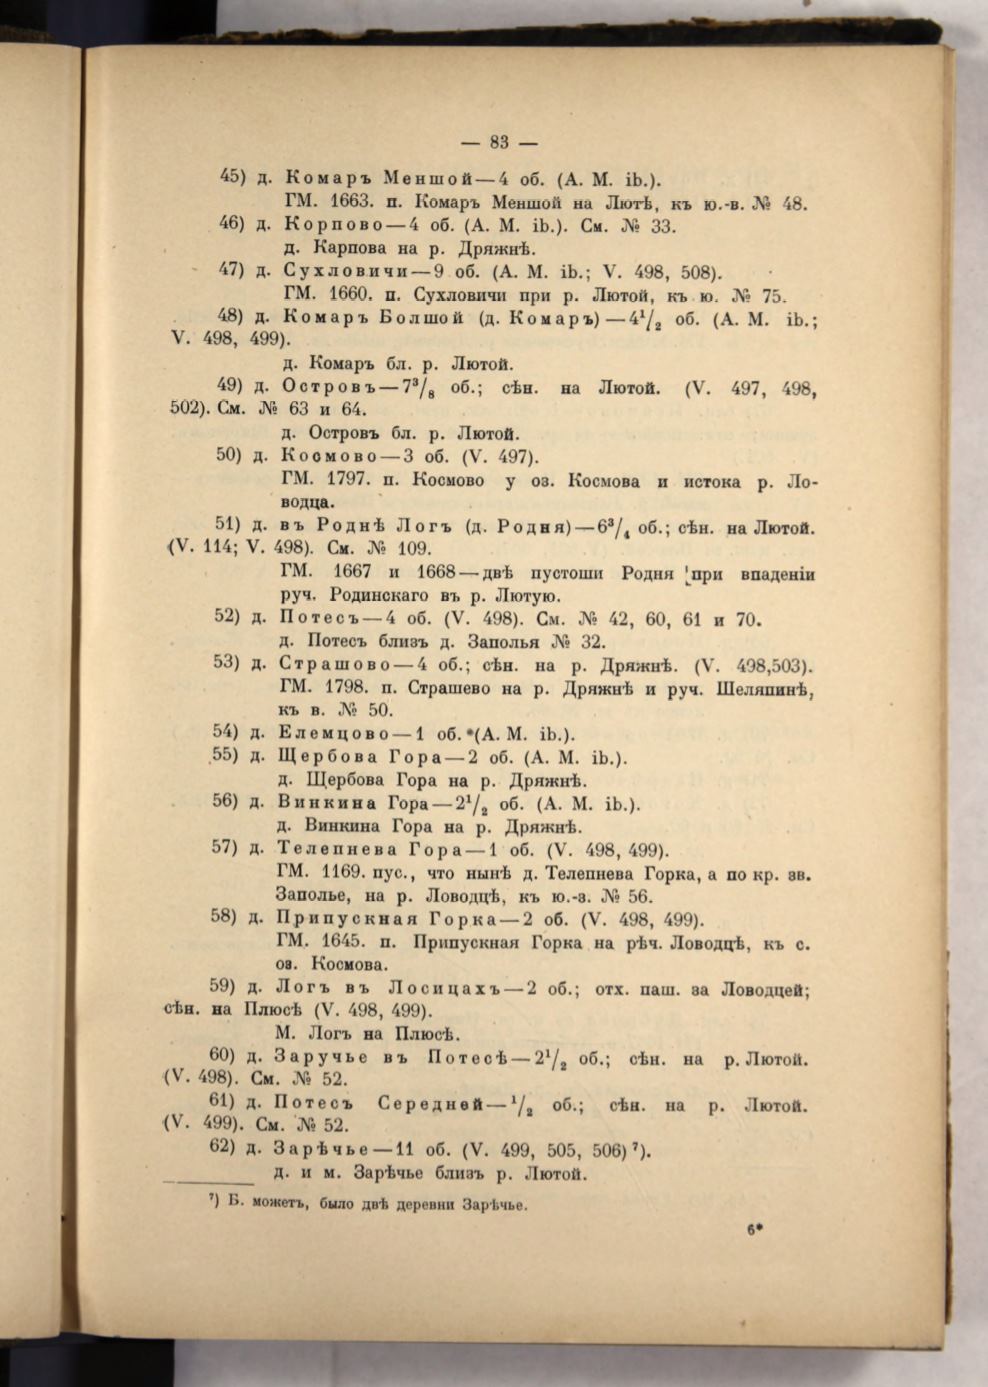 — 83 —
45) д. Комаръ Меншой—4 об. (А. М. іЬ.).
ГМ. 1663. п. Комаръ Меншой на Лютѣ, къ ю.-в. № 48.
46) д. Корпово—4 об. (А. М. іЬ.). См. № 33.
д. Карпова на р. Дряжнѣ.
47) д. Сухловичи—9 об. (А. М. іЬ.; V. 498, 508).
ГМ. 1660. п. Сухловичи при р. Лютой, къ ю. № 75.
48) д. Комаръ Болшой (д. Комаръ)—4¹/₂ об. (А. М. іЬ.;
V. 498, 499).
д. Комаръ бл. р. Лютой.
49) д. Островъ—7³/₈ об.; сѣн. на Лютой. (V. 497, 498,
502). См. № 63 и 64.
д. Островъ бл. р. Лютой.
50) д. Космово—3 об. (V. 497).
ГМ. 1797. п. Космово у оз. Космова и истока р. Ло-
водца.
51) д. въ Роднѣ Логъ (д. Родня)—6³/₄ об.; сѣн. на Лютой.
(V. 114; V. 498). См. № 109.
ГМ. 1667 и 1668—двѣ пустоши Родня при впаденіи
руч. Родинскаго въ р. Лютую.
52) д. Потесъ—4 об. (V. 498). См. № 42, 60, 61 и 70.
д. Потесъ близъ д. Заполья № 32.
53) д. Страшово—4 об.; сѣн. на р. Дряжнѣ. (V. 498,503).
ГМ. 1798. п. Страшево на р. Дряжнѣ и руч. Шеляпинѣ,
къ в. № 50.
54) д. Елемцово—1 об. (А. М. іЬ.).
55) д. Щербова Гора—2 об. (А. М. іЬ.).
д. Щербова Гора на р. Дряжнѣ.
56) д. Винкина Гора—2¹/₂ об. (А. М. іЬ.).
д. Винкина Гора на р. Дряжнѣ.
57) д. Телепнева Гора—1 об. (V. 498, 499).
ГМ. 1169. пус., что нынѣ д. Телепнева Горка, а по кр. зв.
Заполье, на р. Ловодцѣ, къ ю.-з. № 56.
58) д. Припускная Горка—2 об. (V. 498, 499).
ГМ. 1645. п. Припускная Горка на рѣч. Ловодцѣ, къ с.
оз. Космова.
59) д. Логъ въ Лосицахъ—2 об.; отх. паш. за Ловодцей;
сѣн. на Плюсѣ (V. 498, 499).
М. Логъ на Плюсѣ.
60) д. Заручье въ Потесѣ—2¹/₂ об.; сѣн. на р. Лютой.
(V. 498). См. № 52.
61) д. Потесъ Середней—¹/₂ об.; сѣн. на р. Лютой.
(V. 499). См. № 52.
62) д. Зарѣчье—11 об. (V. 499, 505, 506)⁷).
д. и м. Зарѣчье близъ р. Лютой.
⁷) Б. можетъ, было двѣ деревни Зарѣчье.
6*